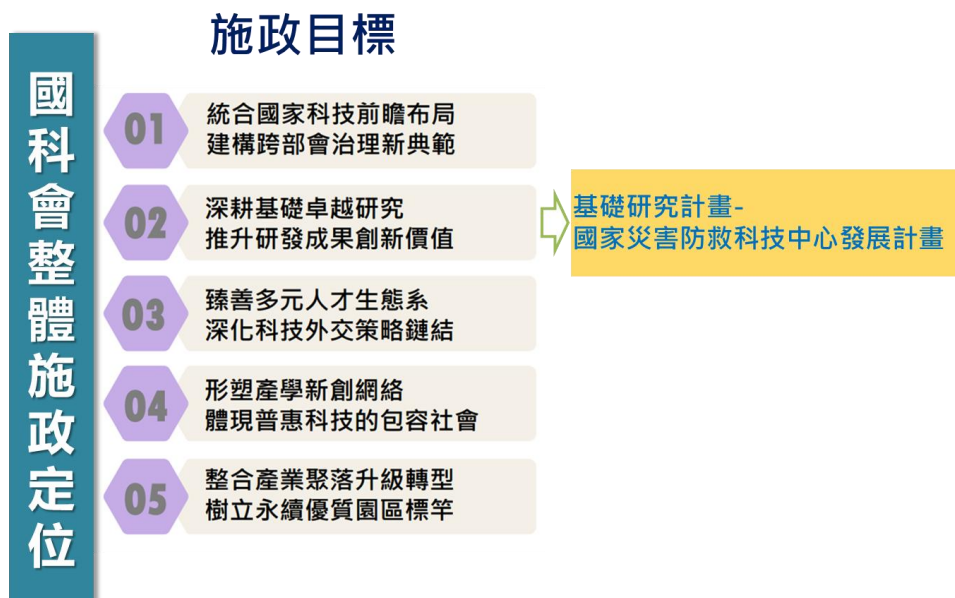 施政目標
國科會整體施政定位
01
統合國家科技前瞻布局
建構跨部會治理新典範
02
深耕基礎卓越研究
推升研發成果創新價值
基礎研究計畫-
國家災害防救科技中心發展計畫
03
臻善多元人才生態系
深化科技外交策略鏈結
04
形塑產學新創網絡
體現普惠科技的包容社會
05
整合產業聚落升級轉型
樹立永續優質園區標竿